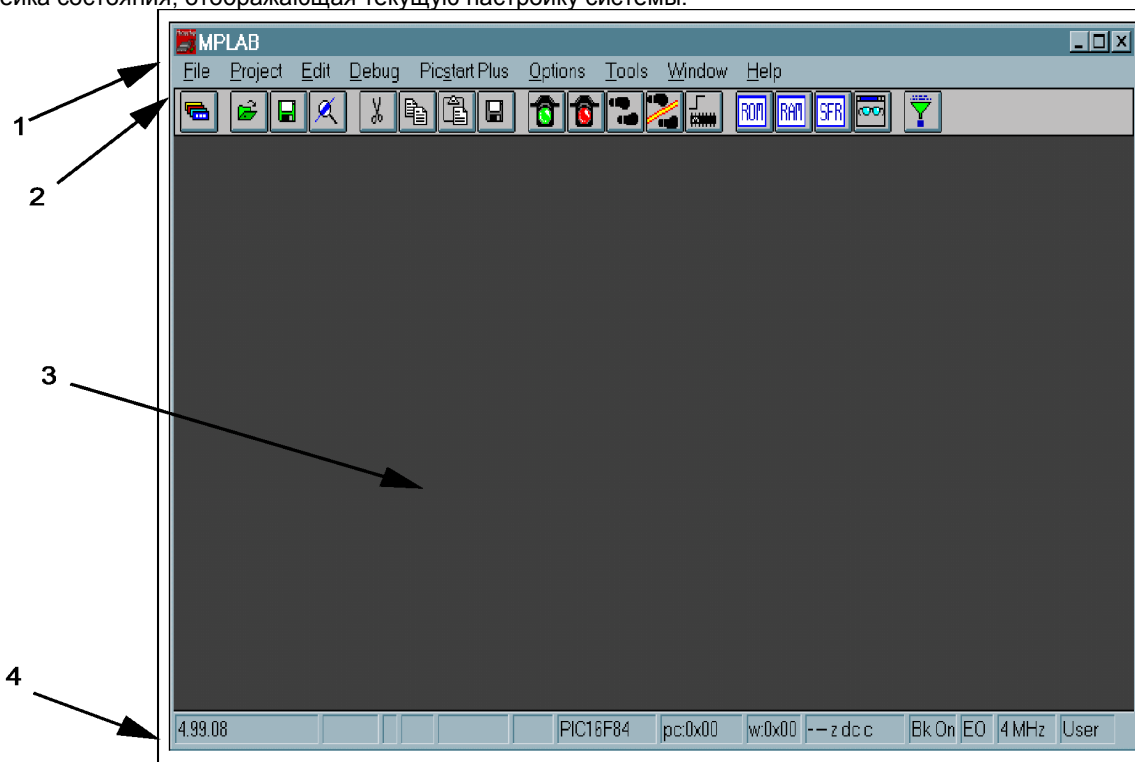 ейка состояния, отображающая текущую настройку системы.
MPLAB
File Project Edit Debug Picstart Plus Options Tools Window Help
1
ROM RAM SFR
2
3
4
4.99.08 PIC16F84 pc:0x00 w:0x00 --- z dc c Bk On EO 4 MHz User